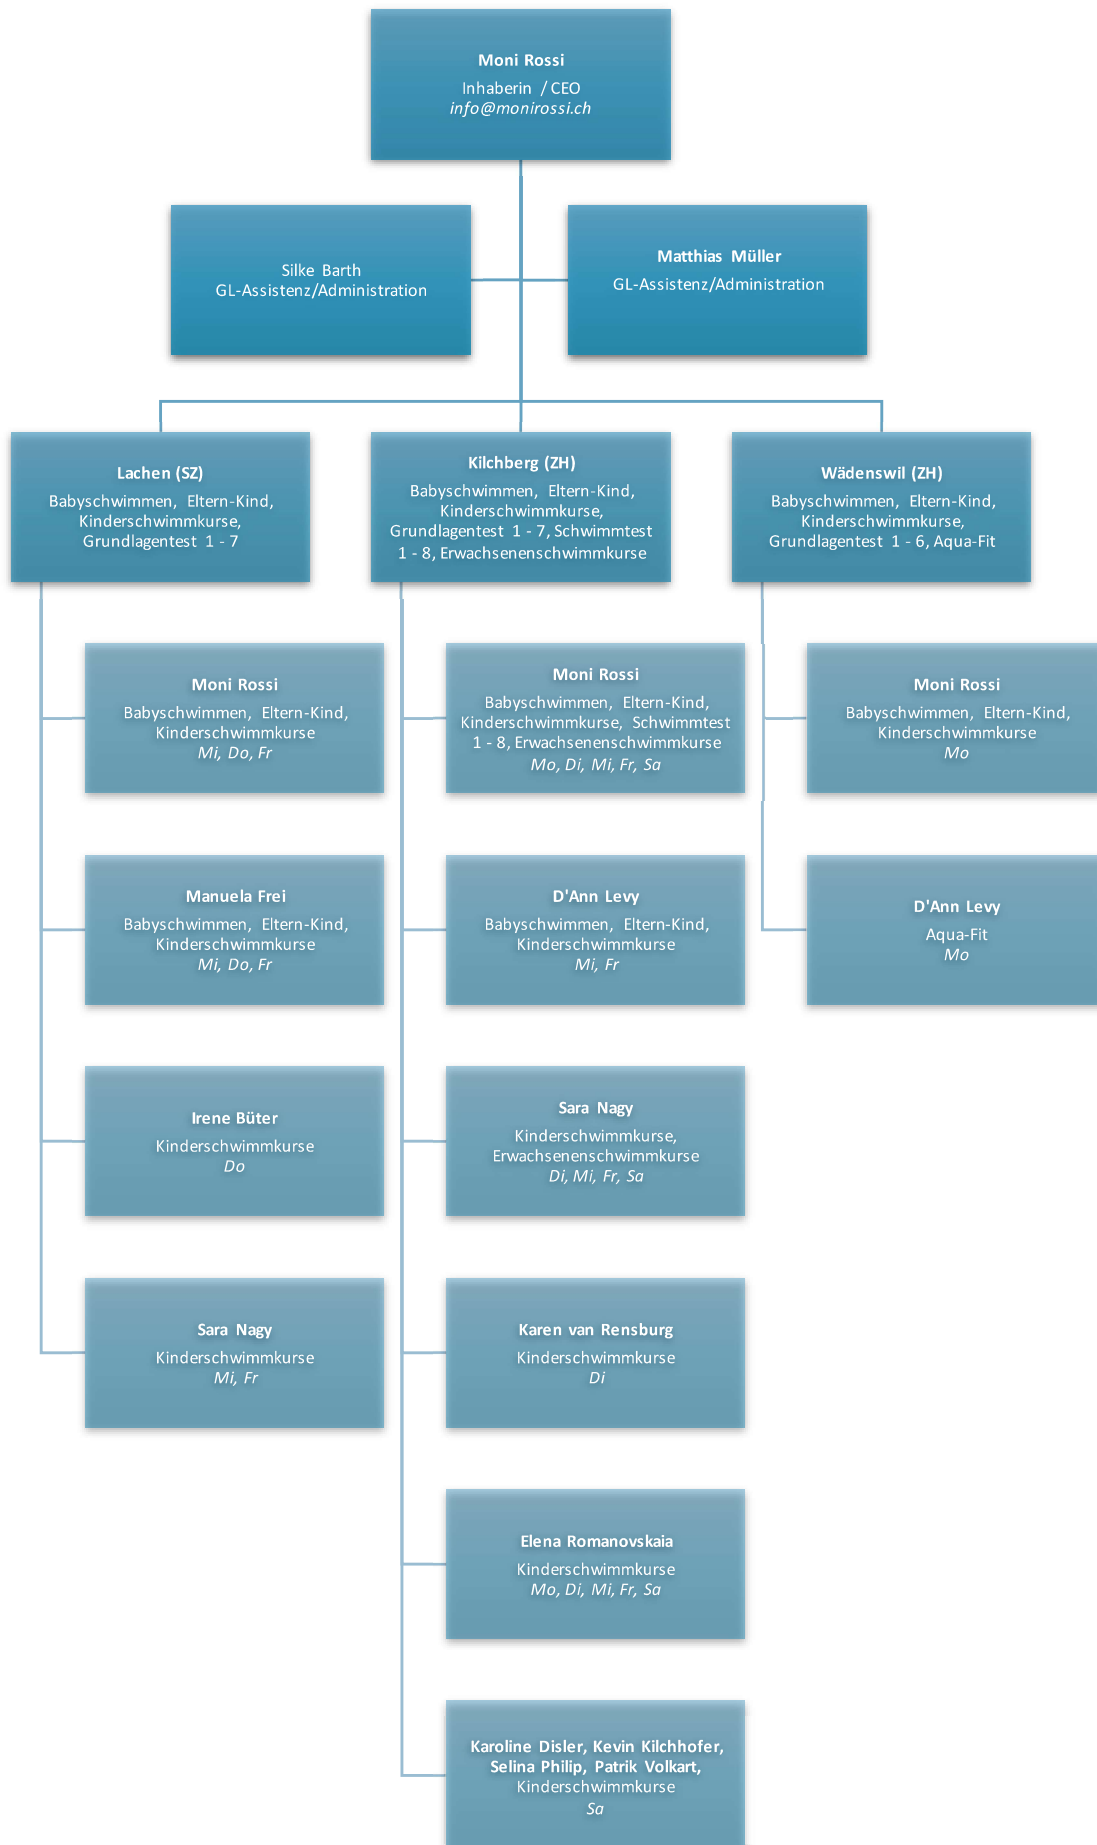 Moni Rossi
Inhaberin / CEO
info@monirossi.ch
Silke Barth
GL-Assistenz/Administration
Matthias Müller
GL-Assistenz/Administration
Lachen (SZ)
Babyschwimmen, Eltern-Kind,
Kinderschwimmkurse,
Grundlagentest 1 - 7
Kilchberg (ZH)
Babyschwimmen, Eltern-Kind,
Kinderschwimmkurse,
Grundlagentest 1 - 7, Schwimmtest
1 - 8, Erwachsenenschwimmkurse
Wädenswil (ZH)
Babyschwimmen, Eltern-Kind,
Kinderschwimmkurse,
Grundlagentest 1 - 6, Aqua-Fit
Moni Rossi
Babyschwimmen, Eltern-Kind,
Kinderschwimmkurse
Mi, Do, Fr
Manuela Frei
Babyschwimmen, Eltern-Kind,
Kinderschwimmkurse
Mi, Do, Fr
Irene Büter
Kinderschwimmkurse
Do
Sara Nagy
Kinderschwimmkurse
Mi, Fr
Moni Rossi
Babyschwimmen, Eltern-Kind,
Kinderschwimmkurse, Schwimmtest
1 - 8, Erwachsenenschwimmkurse
Mo, Di, Mi, Fr, Sa
D'Ann Levy
Babyschwimmen, Eltern-Kind,
Kinderschwimmkurse
Mi, Fr
Sara Nagy
Kinderschwimmkurse,
Erwachsenenschwimmkurse
Di, Mi, Fr, Sa
Karen van Rensburg
Kinderschwimmkurse
Di
Elena Romanovskaia
Kinderschwimmkurse
Mo, Di, Mi, Fr, Sa
Karoline Disler, Kevin Kilchhofer,
Selina Philip, Patrik Volkart,
Kinderschwimmkurse
Sa
Moni Rossi
Babyschwimmen, Eltern-Kind,
Kinderschwimmkurse
Mo
D'Ann Levy
Aqua-Fit
Mo